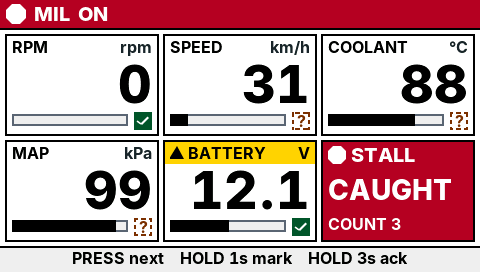 MIL ON
RPM rpm
0
SPEED km/h
31
?
COOLANT °C
88
?
MAP kPa
99
?
BATTERY V
12.1
STALL
CAUGHT
COUNT 3
PRESS next HOLD 1s mark HOLD 3s ack